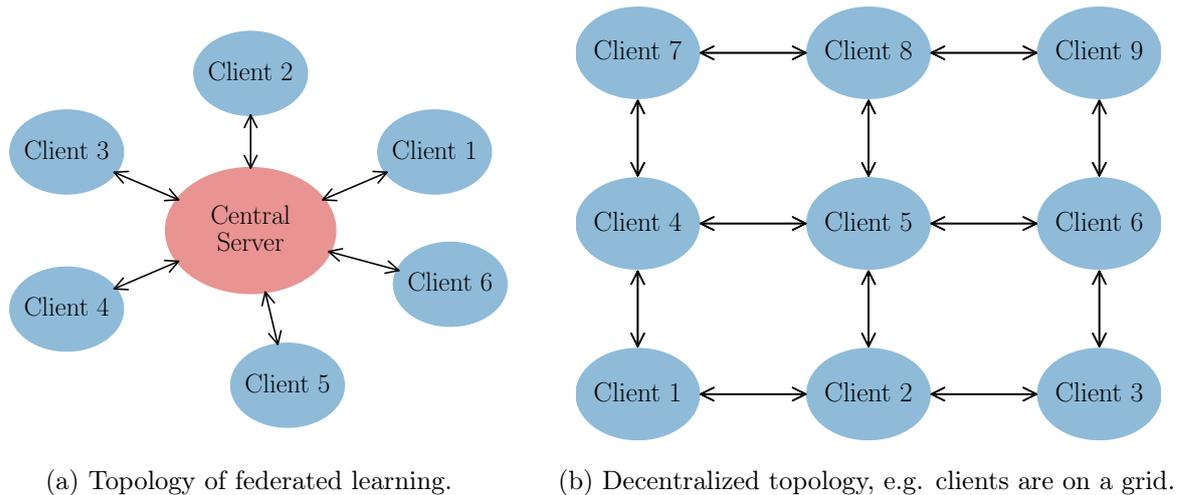 Client 2
Client 3
Client 1
Central
Server
Client 6
Client 4
Client 5
(a) Topology of federated learning.
Client 7
Client 8
Client 9
Client 4
Client 5
Client 6
Client 1
Client 2
Client 3
(b) Decentralized topology, e.g. clients are on a grid.